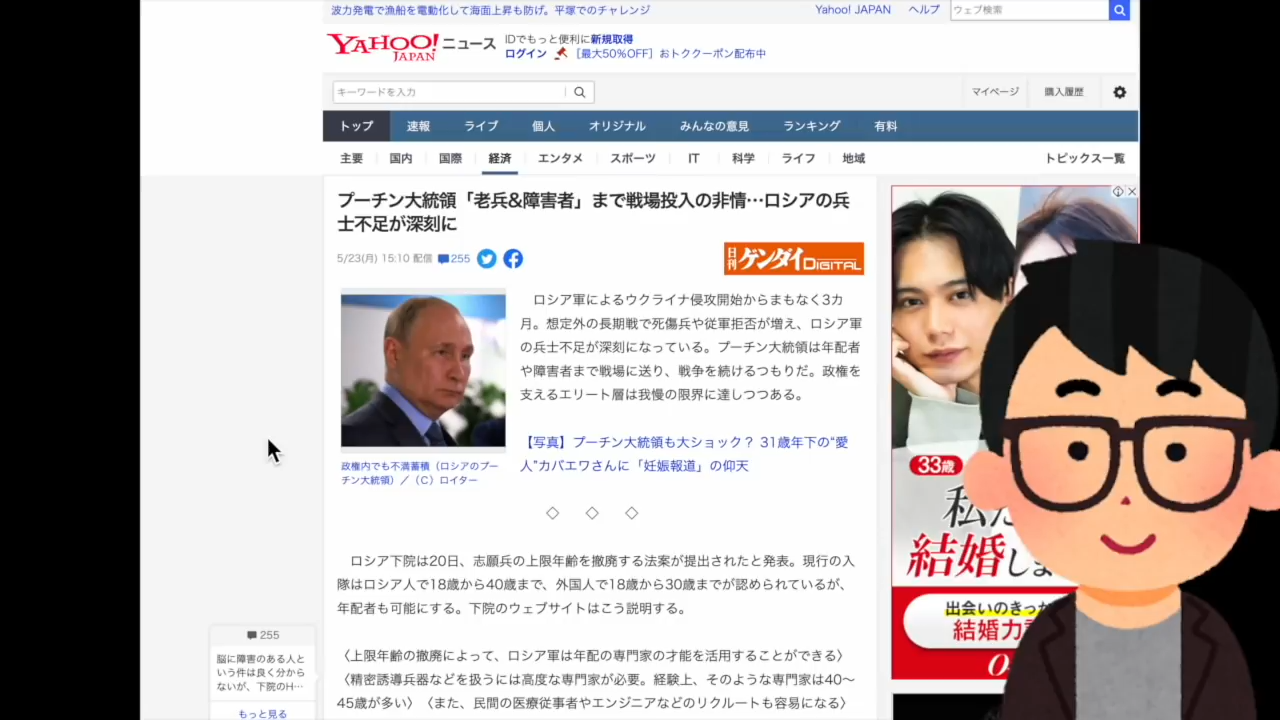 波力発電で漁船を電動化して海面上昇も防げ。平塚でのチャレンジ
Yahoo! JAPAN ヘルプ ウェブ検索
YAHOO! JAPAN ニュース
IDでもっと便利に新規取得
ログイン [最大50%OFF] おトククーポン配布中
キーワードを入力
マイページ 購入履歴
トップ 速報 ライブ 個人 オリジナル みんなの意見 ランキング 有料
主要 国内 国際 経済 エンタメ スポーツ IT 科学 ライフ 地域 トピックス一覧
プーチン大統領「老兵&障害者」まで戦場投入の非情…ロシアの兵
士不足が深刻に
5/23(月) 15:10 配信 255
日刊ゲンダイDIGITAL
ロシア軍によるウクライナ侵攻開始からまもなく3カ
月。想定外の長期戦で死傷兵や従軍拒否が増え、ロシア軍
の兵士不足が深刻になっている。プーチン大統領は年配者
や障害者まで戦場に送り、戦争を続けるつもりだ。政権を
支えるエリート層は我慢の限界に達しつつある。
【写真】プーチン大統領も大ショック? 31歳年下の“愛
人”カバエワさんに「妊娠報道」の仰天
政権内でも不満蓄積(ロシアのプー
チン大統領)／(C)ロイター
◇ ◇ ◇
ロシア下院は20日、志願兵の上限年齢を撤廃する法案が提出されたと発表。現行の入
隊はロシア人で18歳から40歳まで、外国人で18歳から30歳までが認められているが、
年配者も可能にする。下院のウェブサイトはこう説明する。
〈上限年齢の撤廃によって、ロシア軍は年配の専門家の才能を活用することができる〉
〈精密誘導兵器などを扱うには高度な専門家が必要。経験上、そのような専門家は40〜
45歳が多い〉〈また、民間の医療従事者やエンジニアなどのリクルートも容易になる〉
255
脳に障害のある人と
いう件は良く分から
ないが、下院のH…
もっと見る
33歳
私
結婚し
出会いのきっか
結婚力